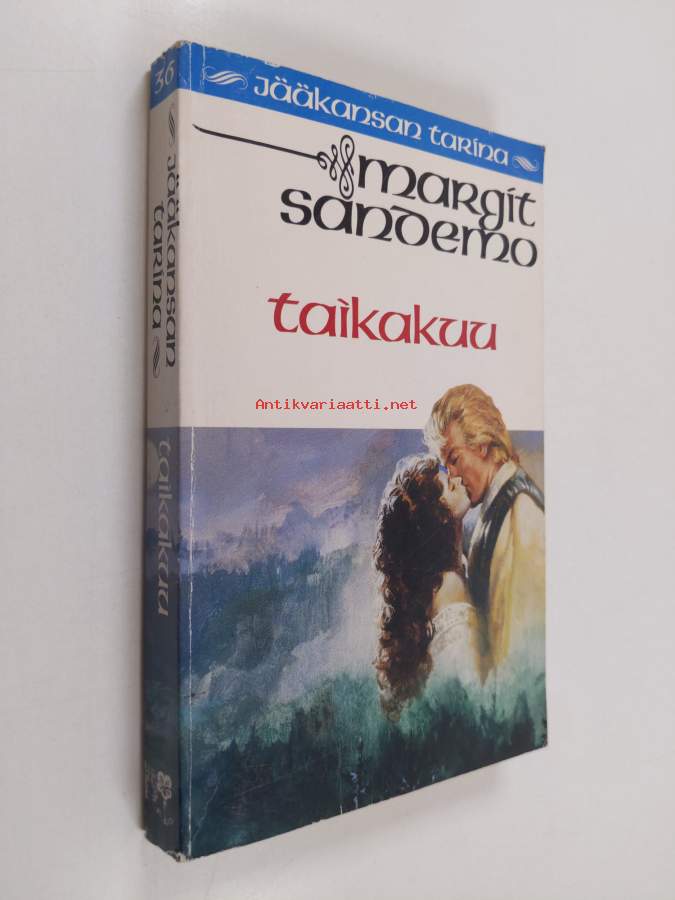 36
jääkansan tarina
taikakuu
jääkansan tarina
margit
sandemo
taikakuu
Antikvariaatti.net